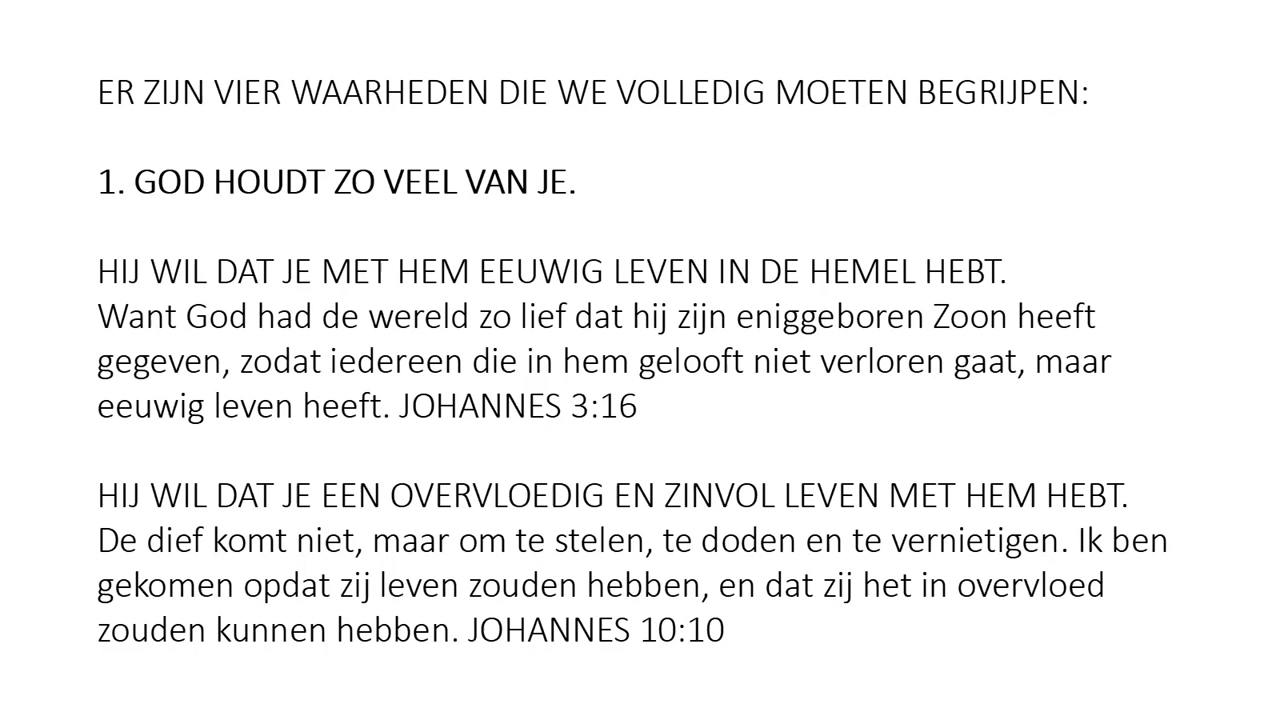 ER ZIJN VIER WAARHEDEN DIE WE VOLLEDIG MOETEN BEGRIJPEN:
1. GOD HOUDT ZO VEEL VAN JE.
HIJ WIL DAT JE MET HEM EEUWIG LEVEN IN DE HEMEL HEBT.
Want God had de wereld zo lief dat hij zijn eniggeboren Zoon heeft
gegeven, zodat iedereen die in hem gelooft niet verloren gaat, maar
eeuwig leven heeft. JOHANNES 3:16
HIJ WIL DAT JE EEN OVERVLOEDIG EN ZINVOL LEVEN MET HEM HEBT.
De dief komt niet, maar om te stelen, te doden en te vernietigen. Ik ben
gekomen opdat zij leven zouden hebben, en dat zij het in overvloed
zouden kunnen hebben. JOHANNES 10:10